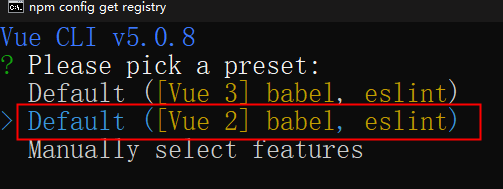 npm config get registry
Vue CLI v5.0.8
? Please pick a preset:
Default ([Vue 3] babel, eslint)
> Default ([Vue 2] babel, eslint)
Manually select features